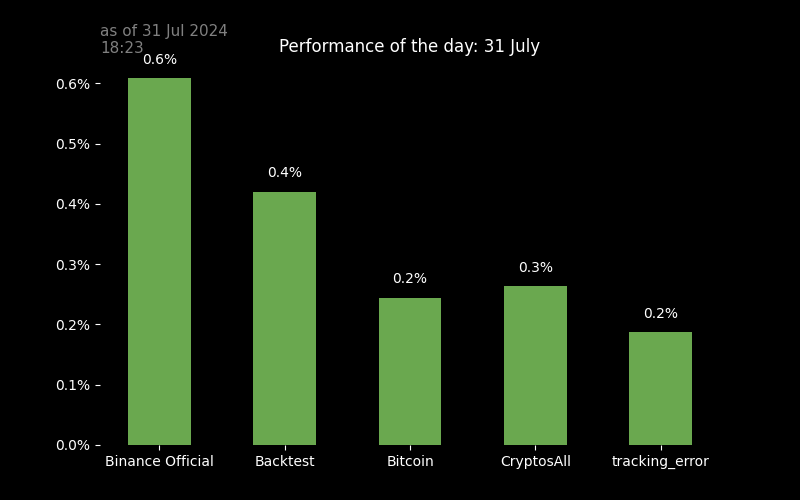 as of 31 Jul 2024
18:23
Performance of the day: 31 July
0.6%
0.4%
0.2%
0.3%
0.2%
0.6%
0.5%
0.4%
0.3%
0.2%
0.1%
0.0%
Binance Official
Backtest
Bitcoin
CryptosAll
tracking_error